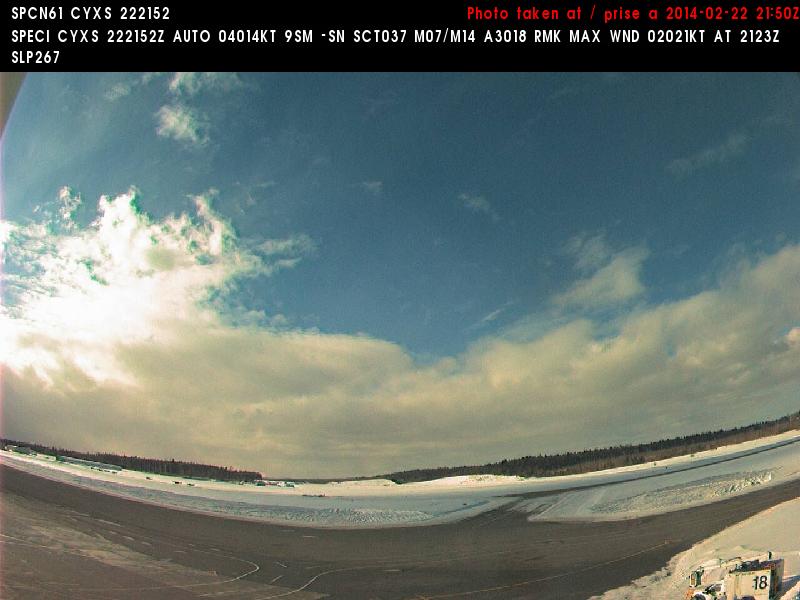 SPCN61 CYXS 222152
Photo taken at / prise a 2014-02-22 21:50Z
SPECI CYXS 222152Z AUTO 04014KT 9SM -SN SCT037 M07/M14 A3018 RMK MAX WND 02021KT AT 2123Z
SLP267
18